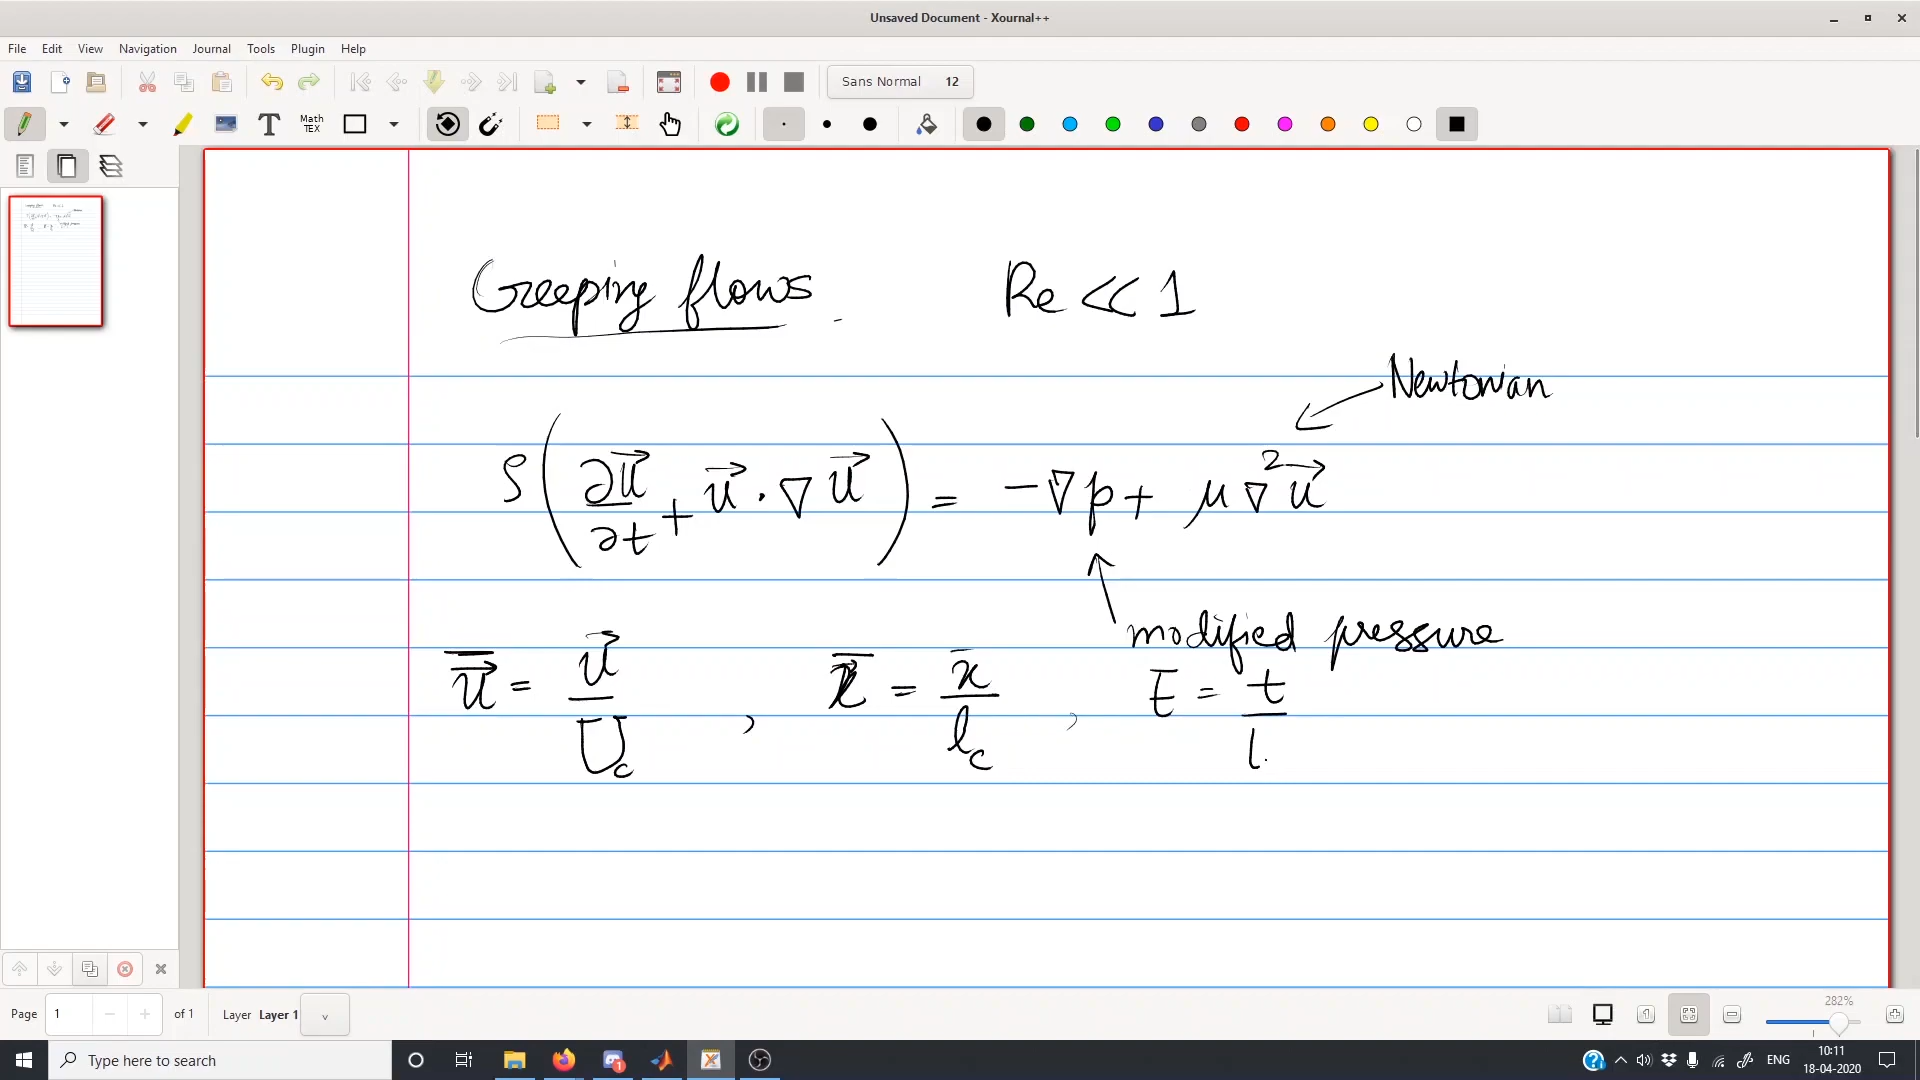 Unsaved Document - Xournal++
File Edit View Navigation Journal Tools Plugin Help
Sans Normal 12
Math TEX
Creeping flows Re << 1
Newtonian
ρ(∂u⃗/∂t + u⃗·∇u⃗) = -∇p + μ∇²u⃗
modified pressure
u̅⃗ = u⃗/U_c , x̅ = x̅/l_c , t̅ = t/l
Page 1 of 1 Layer Layer 1
282%
Type here to search
ENG
10:11
18-04-2020